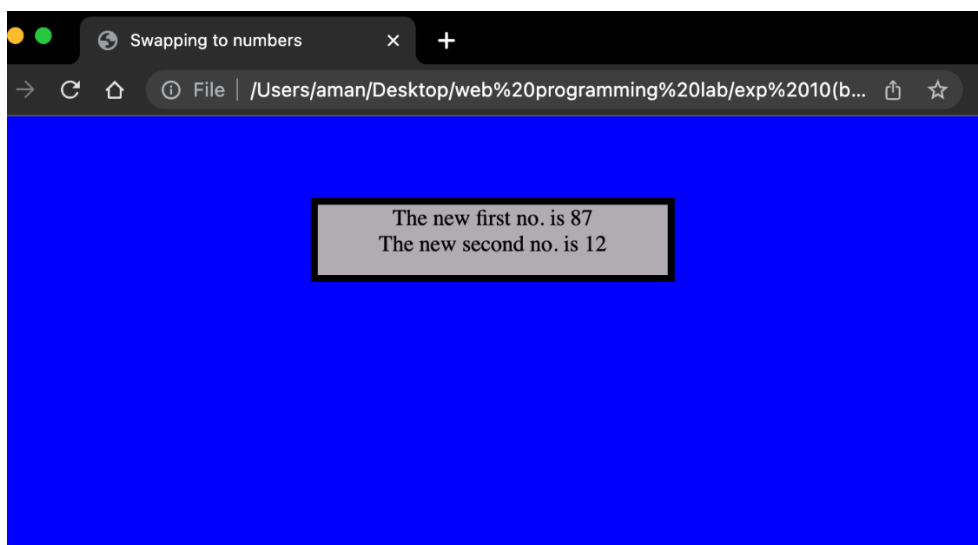 Swapping to numbers
File | /Users/aman/Desktop/web%20programming%20lab/exp%2010(b...
The new first no. is 87
The new second no. is 12